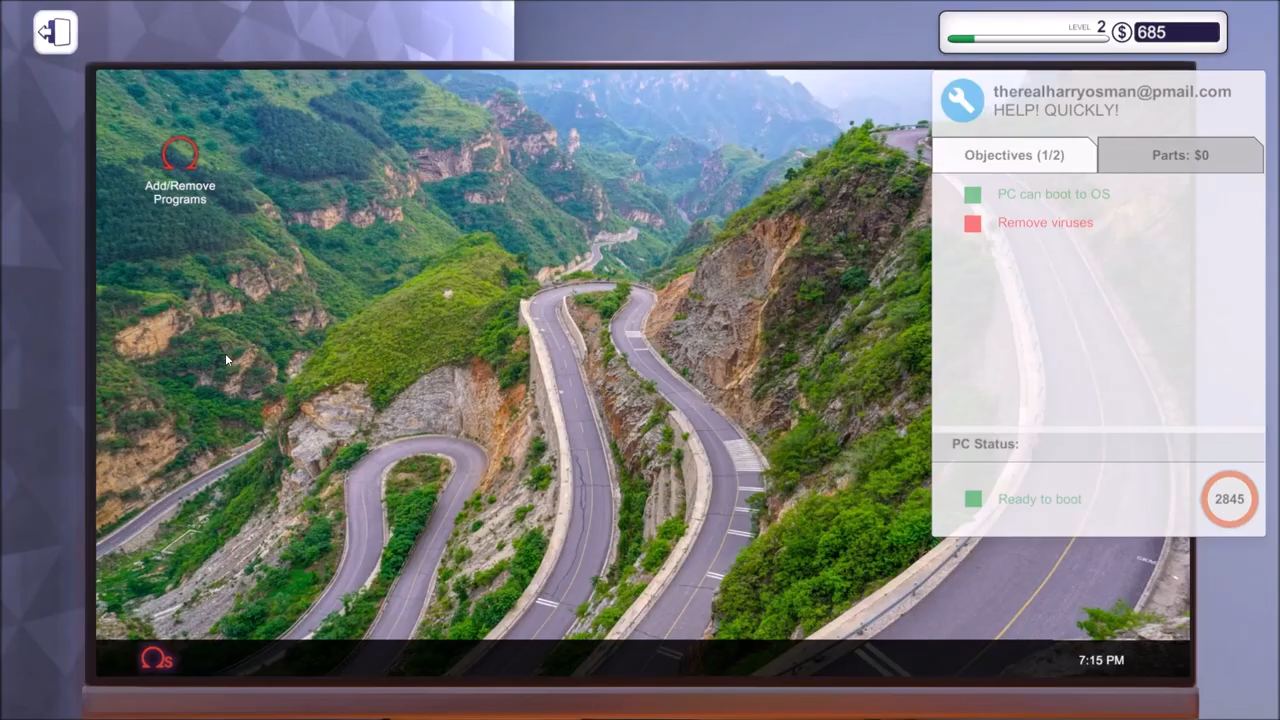 LEVEL 2
$ 685
therealharryosman@pmail.com
HELP! QUICKLY!
Objectives (1/2)
Parts: $0
Add/Remove
Programs
PC can boot to OS
Remove viruses
PC Status:
Ready to boot
2845
Ωs
7:15 PM